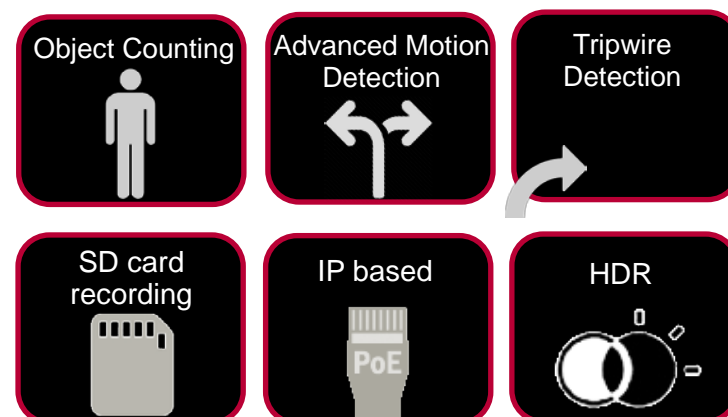 Object Counting
Advanced Motion
Detection
Tripwire
Detection
SD card
recording
IP based
PoE
HDR